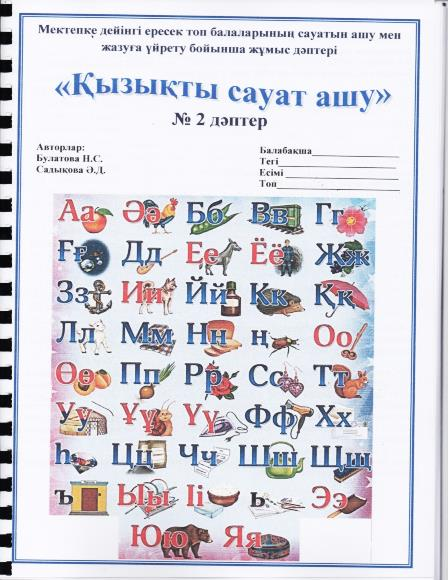 Мектепке дейінгі ересек топ балаларының сауатын ашу мен
жазуға үйрету бойынша жұмыс дәптері
«Қызықты сауат ашу»
№ 2 дәптер
Авторлар:
Булатова Н.С.
Садықова Ә.Д.
Балабақша
Тегі
Есімі
Топ
Аа Әә Бб Вв Гг
Ғғ Дд Ее Ёё Жж
Зз Ии Йй Кк Ққ
Лл Мм Нн ң Оо
Өө Пп Рр Сс Тт
Уу Ұұ Үү Фф Хх
һ Цц Чч Шш Щщ
ъ Ыы Іі ь Ээ
Юю Яя